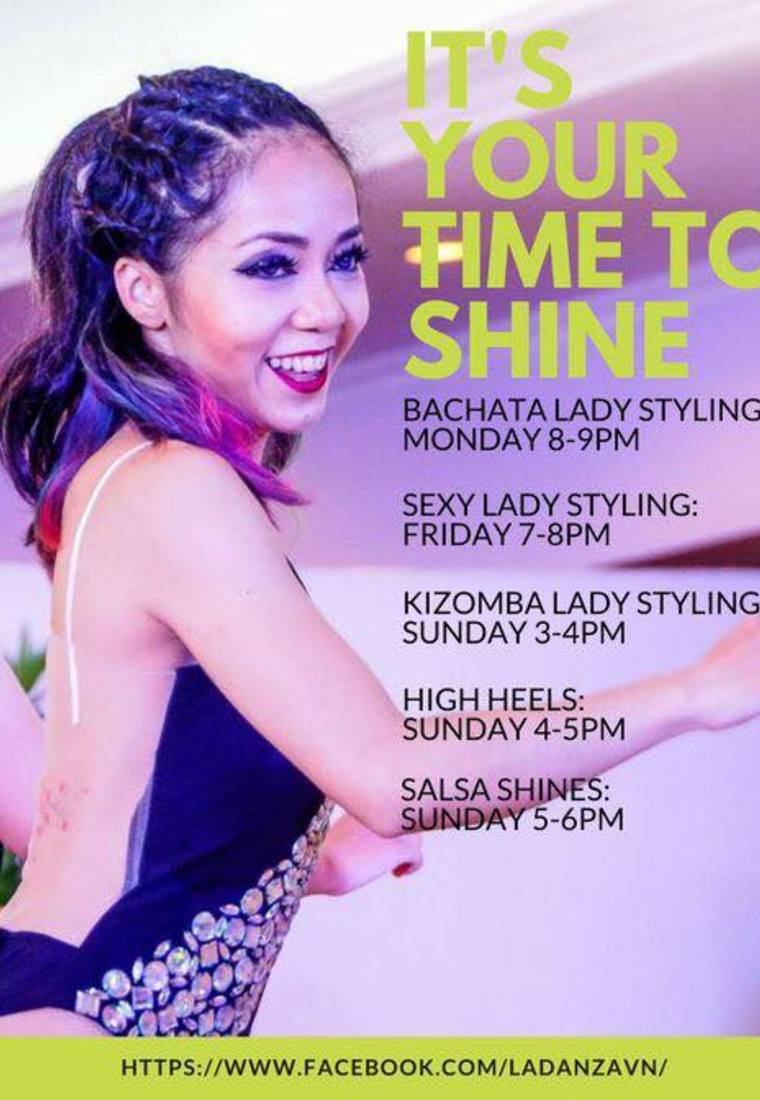 IT'S
YOUR
TIME TO
SHINE
BACHATA LADY STYLING
MONDAY 8-9PM
SEXY LADY STYLING:
FRIDAY 7-8PM
KIZOMBA LADY STYLING
SUNDAY 3-4PM
HIGH HEELS:
SUNDAY 4-5PM
SALSA SHINES:
SUNDAY 5-6PM
HTTPS://WWW.FACEBOOK.COM/LADANZAVN/